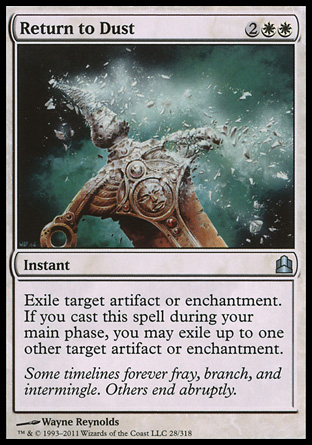 Return to Dust 2
Instant
Exile target artifact or enchantment.
If you cast this spell during your
main phase, you may exile up to one
other target artifact or enchantment.
Some timelines forever fray, branch, and
intermingle. Others end abruptly.
Wayne Reynolds
™ & © 1993–2011 Wizards of the Coast LLC 28/318